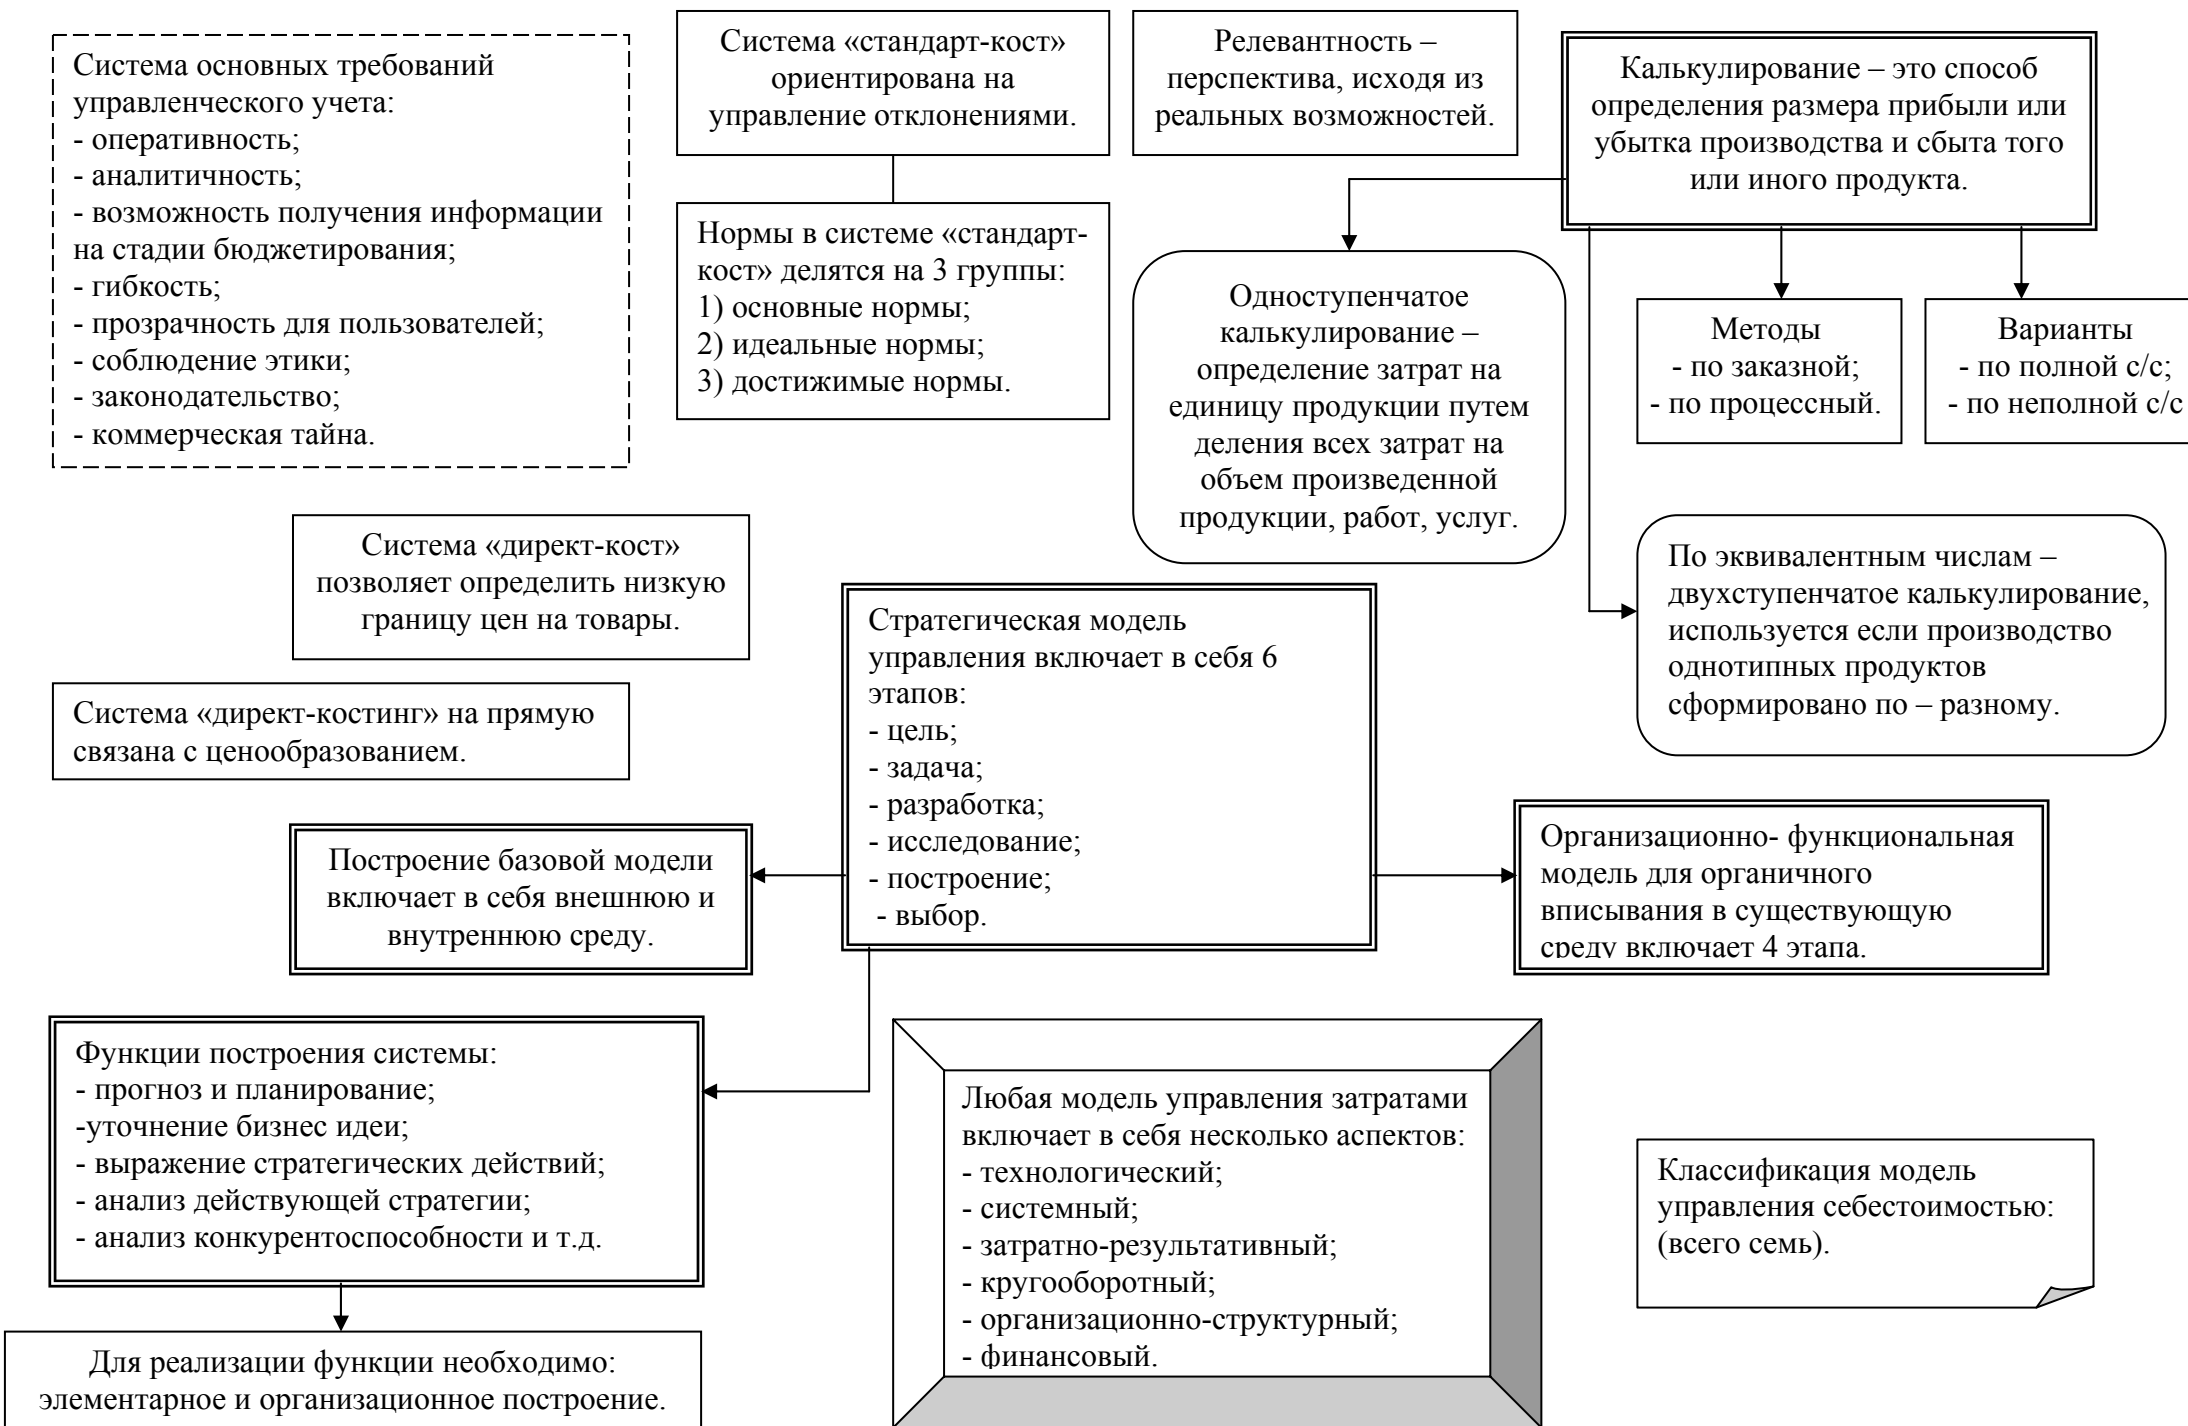 Система основных требований
управленческого учета:
- оперативность;
- аналитичность;
- возможность получения информации
на стадии бюджетирования;
- гибкость;
- прозрачность для пользователей;
- соблюдение этики;
- законодательство;
- коммерческая тайна.
Система «стандарт-кост»
ориентирована на
управление отклонениями.
Нормы в системе «стандарт-
кост» делятся на 3 группы:
1) основные нормы;
2) идеальные нормы;
3) достижимые нормы.
Релевантность –
перспектива, исходя из
реальных возможностей.
Калькулирование – это способ
определения размера прибыли или
убытка производства и сбыта того
или иного продукта.
Одноступенчатое
калькулирование –
определение затрат на
единицу продукции путем
деления всех затрат на
объем произведенной
продукции, работ, услуг.
Методы
- по заказной;
- по процессный.
Варианты
- по полной с/с;
- по неполной с/с
По эквивалентным числам –
двухступенчатое калькулирование,
используется если производство
однотипных продуктов
сформировано по – разному.
Система «директ-кост»
позволяет определить низкую
границу цен на товары.
Система «директ-костинг» на прямую
связана с ценообразованием.
Стратегическая модель
управления включает в себя 6
этапов:
- цель;
- задача;
- разработка;
- исследование;
- построение;
- выбор.
Построение базовой модели
включает в себя внешнюю и
внутреннюю среду.
Организационно- функциональная
модель для органичного
вписывания в существующую
среду включает 4 этапа.
Функции построения системы:
- прогноз и планирование;
-уточнение бизнес идеи;
- выражение стратегических действий;
- анализ действующей стратегии;
- анализ конкурентоспособности и т.д.
Для реализации функции необходимо:
элементарное и организационное построение.
Любая модель управления затратами
включает в себя несколько аспектов:
- технологический;
- системный;
- затратно-результативный;
- кругооборотный;
- организационно-структурный;
- финансовый.
Классификация модель
управления себестоимостью:
(всего семь).